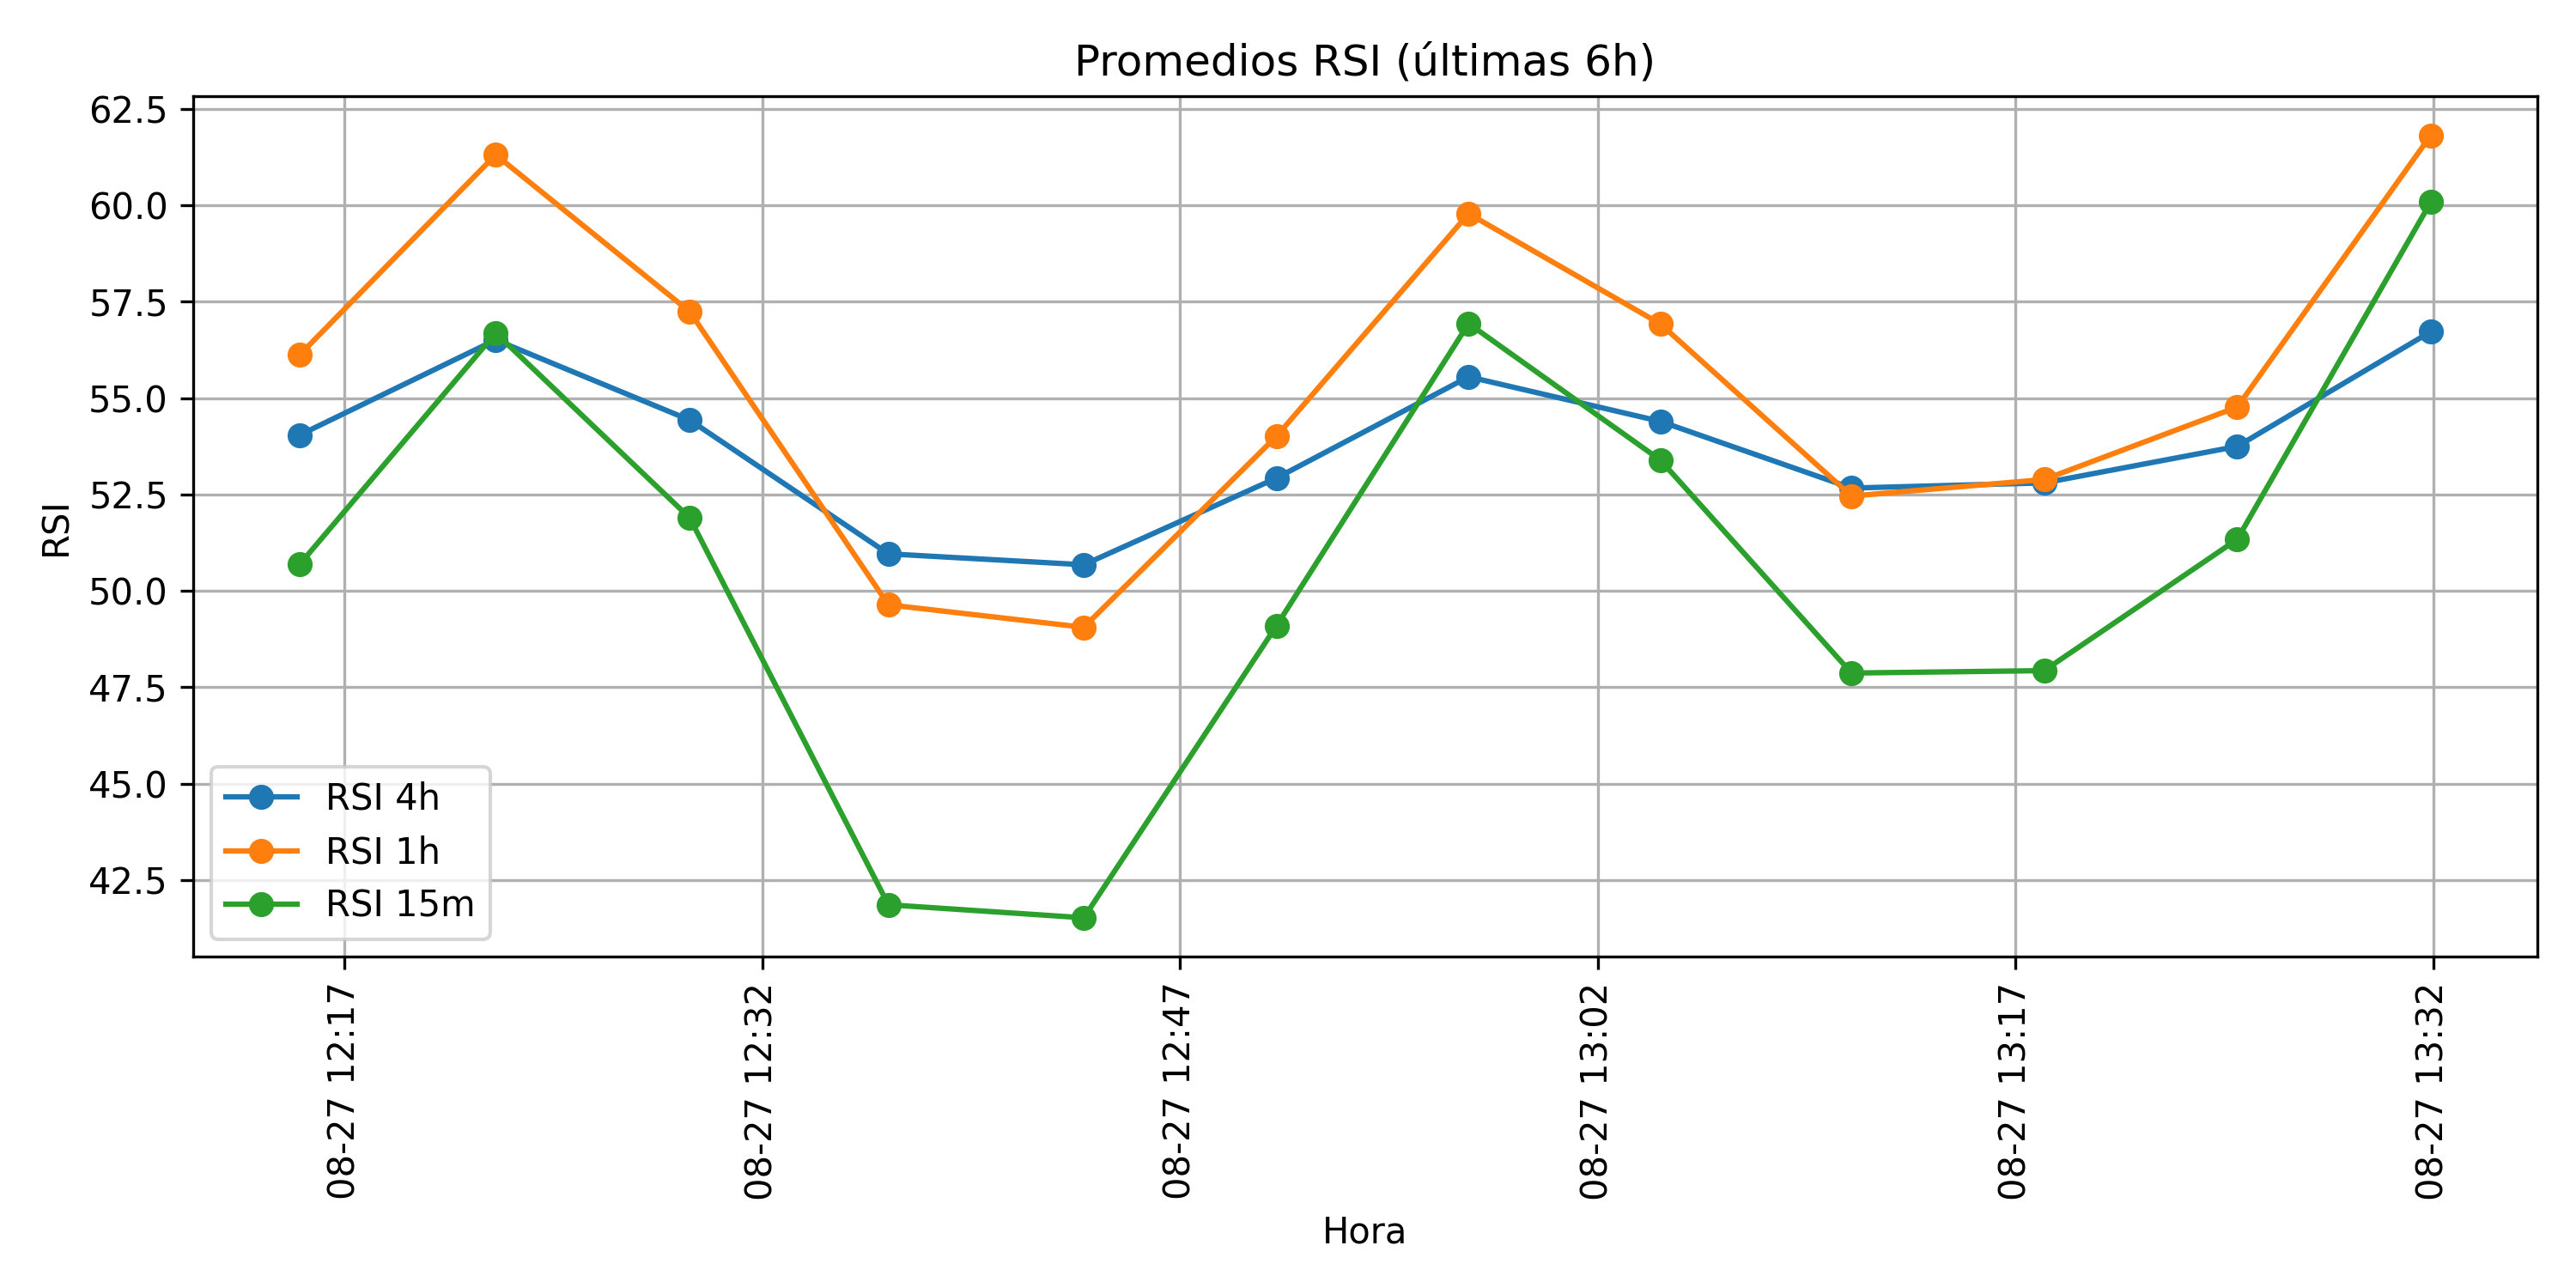 Promedios RSI (últimas 6h)
RSI
62.5
60.0
57.5
55.0
52.5
50.0
47.5
45.0
42.5
RSI 4h
RSI 1h
RSI 15m
08-27 12:17
08-27 12:32
08-27 12:47
08-27 13:02
08-27 13:17
08-27 13:32
Hora